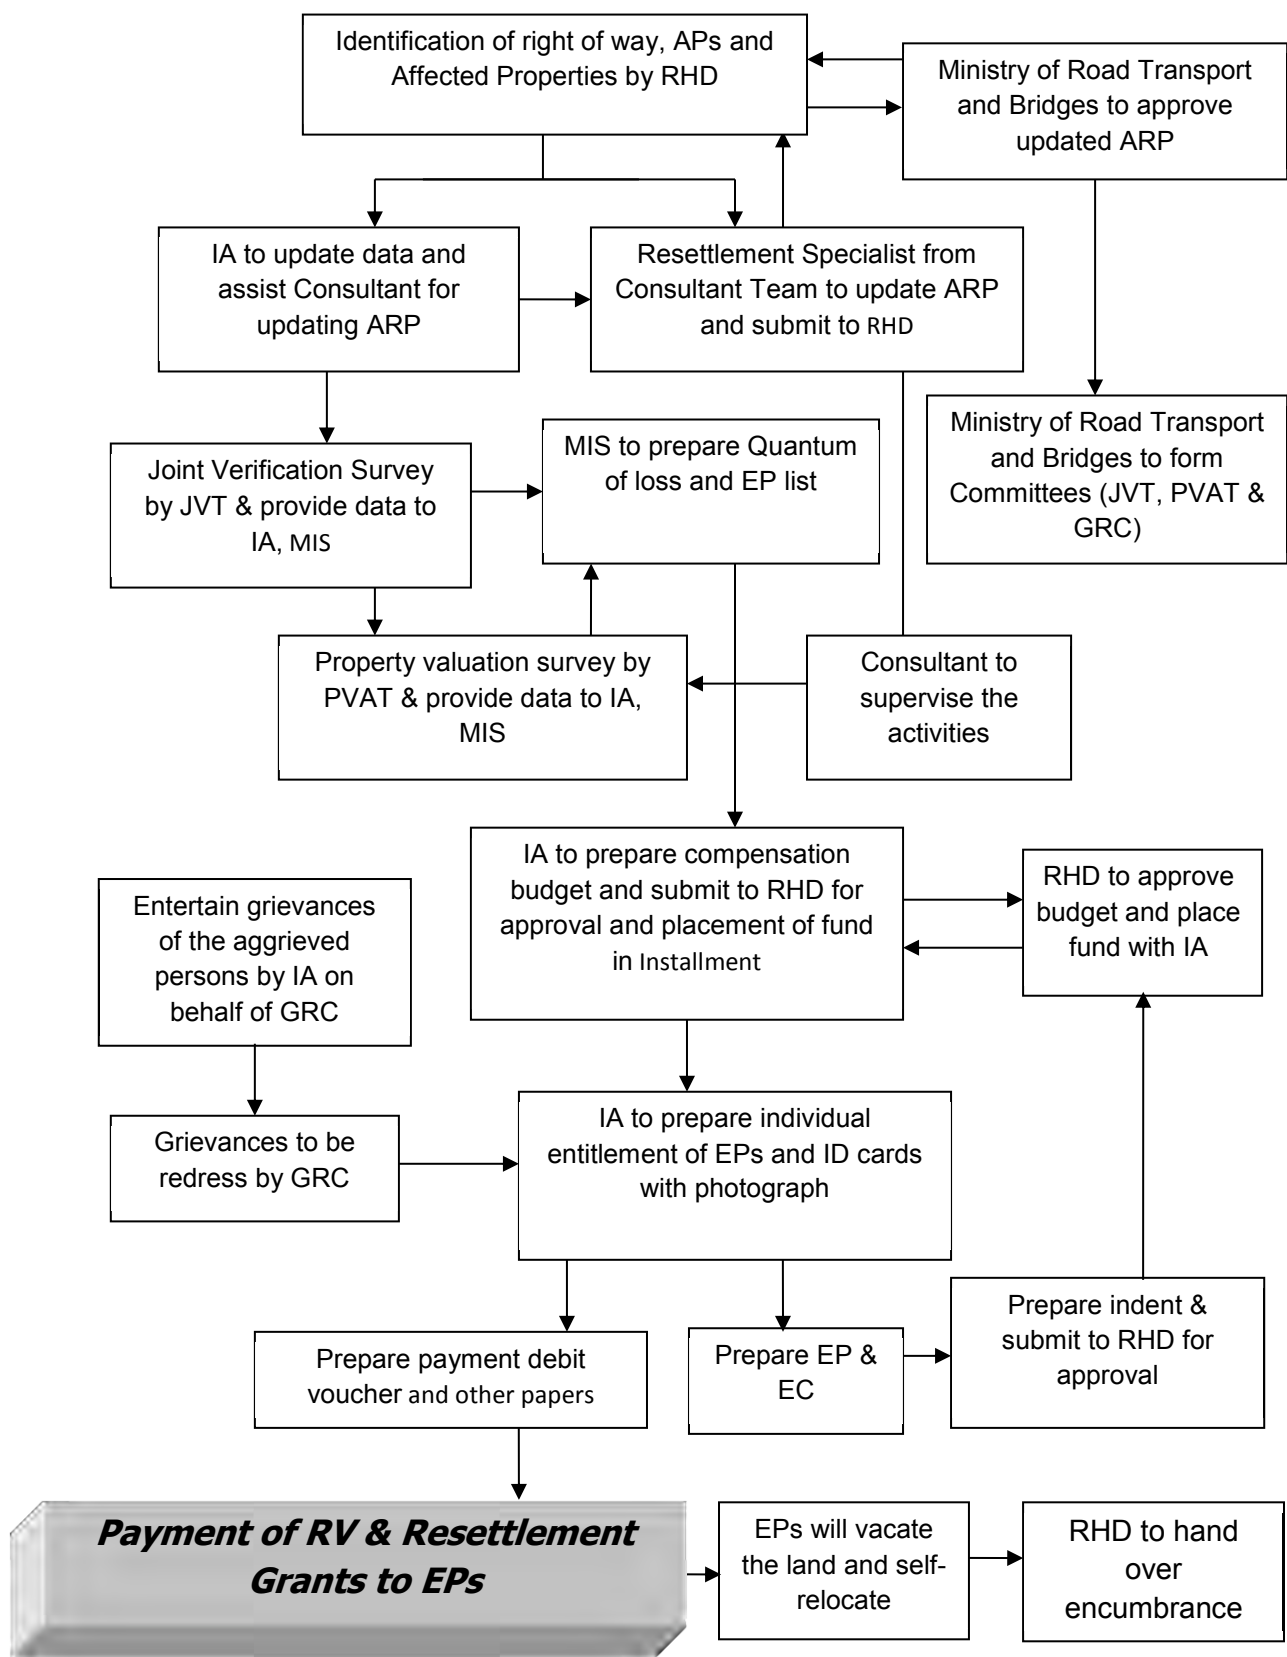 Identification of right of way, APs and
Affected Properties by RHD
Ministry of Road Transport
and Bridges to approve
updated ARP
IA to update data and
assist Consultant for
updating ARP
Resettlement Specialist from
Consultant Team to update ARP
and submit to RHD
Joint Verification Survey
by JVT & provide data to
IA, MIS
MIS to prepare Quantum
of loss and EP list
Ministry of Road Transport
and Bridges to form
Committees (JVT, PVAT &
GRC)
Property valuation survey by
PVAT & provide data to IA,
MIS
Consultant to
supervise the
activities
IA to prepare compensation
budget and submit to RHD for
approval and placement of fund
in Installment
RHD to approve
budget and place
fund with IA
Entertain grievances
of the aggrieved
persons by IA on
behalf of GRC
Grievances to be
redress by GRC
IA to prepare individual
entitlement of EPs and ID cards
with photograph
Prepare payment debit
voucher and other papers
Prepare EP &
EC
Prepare indent &
submit to RHD for
approval
Payment of RV & Resettlement
Grants to EPs
EPs will vacate
the land and self-
relocate
RHD to hand
over
encumbrance